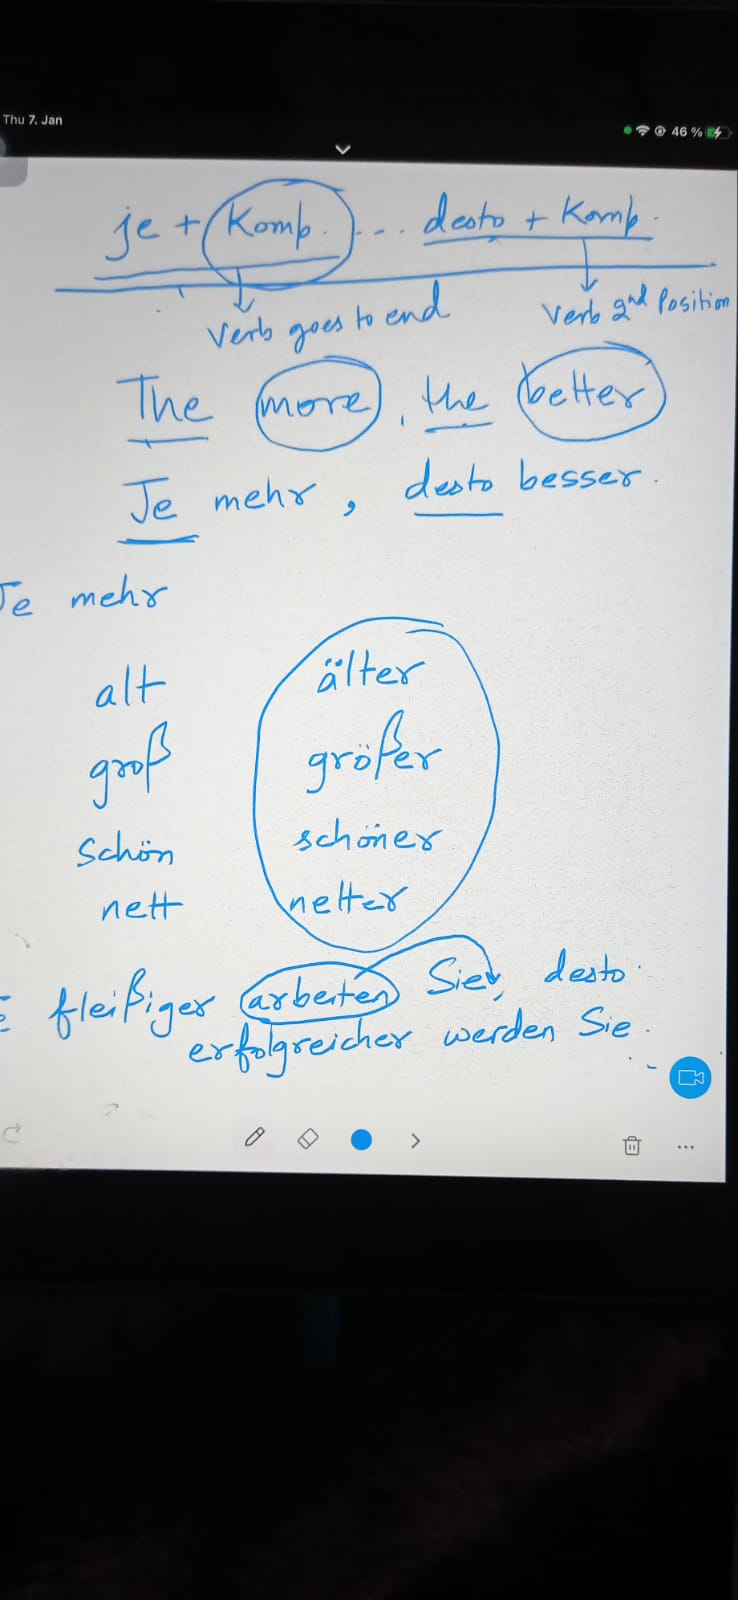 Thu 7. Jan
46 %
je + Komp. ... desto + Komp.
Verb goes to end
Verb 2nd Position
The more, the better
Je mehr, desto besser.
Je mehr
alt älter
groß größer
schön schöner
nett netter
fleißiger arbeiten Sie, desto
erfolgreicher werden Sie.